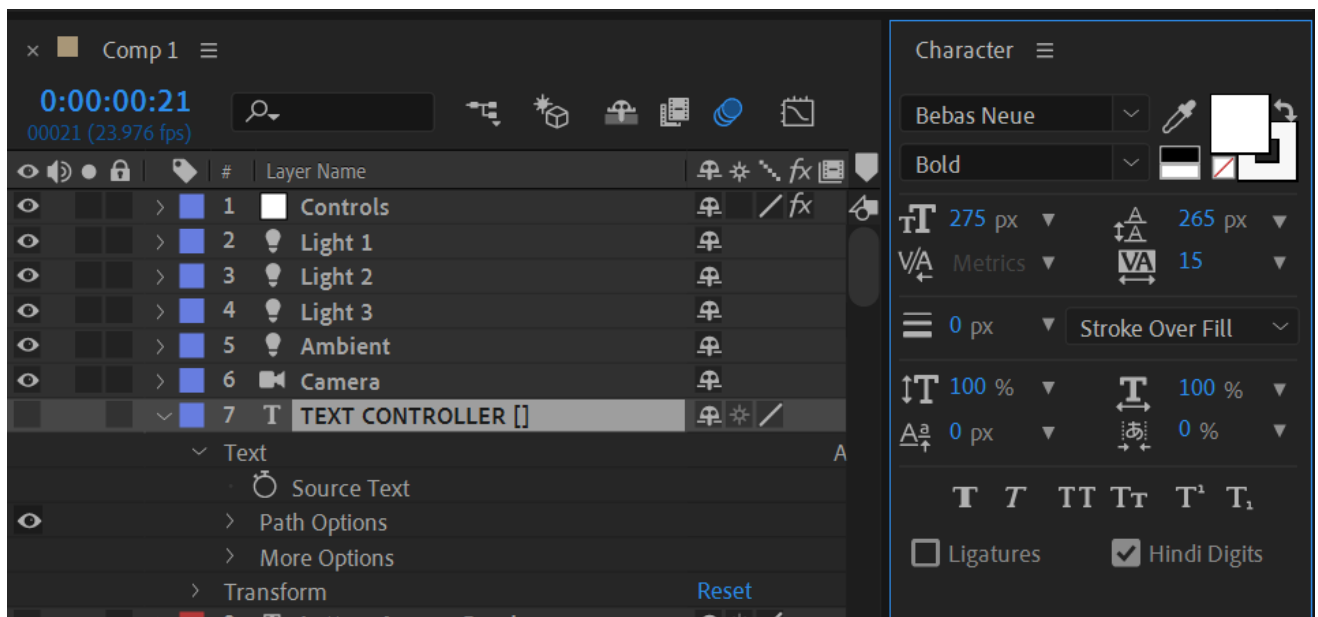 Comp 1
0:00:00:21
00021 (23.976 fps)
# Layer Name
fx
1 Controls
fx
2 Light 1
3 Light 2
4 Light 3
5 Ambient
6 Camera
7 T TEXT CONTROLLER []
Text
A
Source Text
Path Options
More Options
Transform
Reset
Character
Bebas Neue
Bold
275 px
265 px
Metrics
15
0 px
Stroke Over Fill
100 %
100 %
0 px
0 %
T T TT Tт T¹ T₁
Ligatures
Hindi Digits